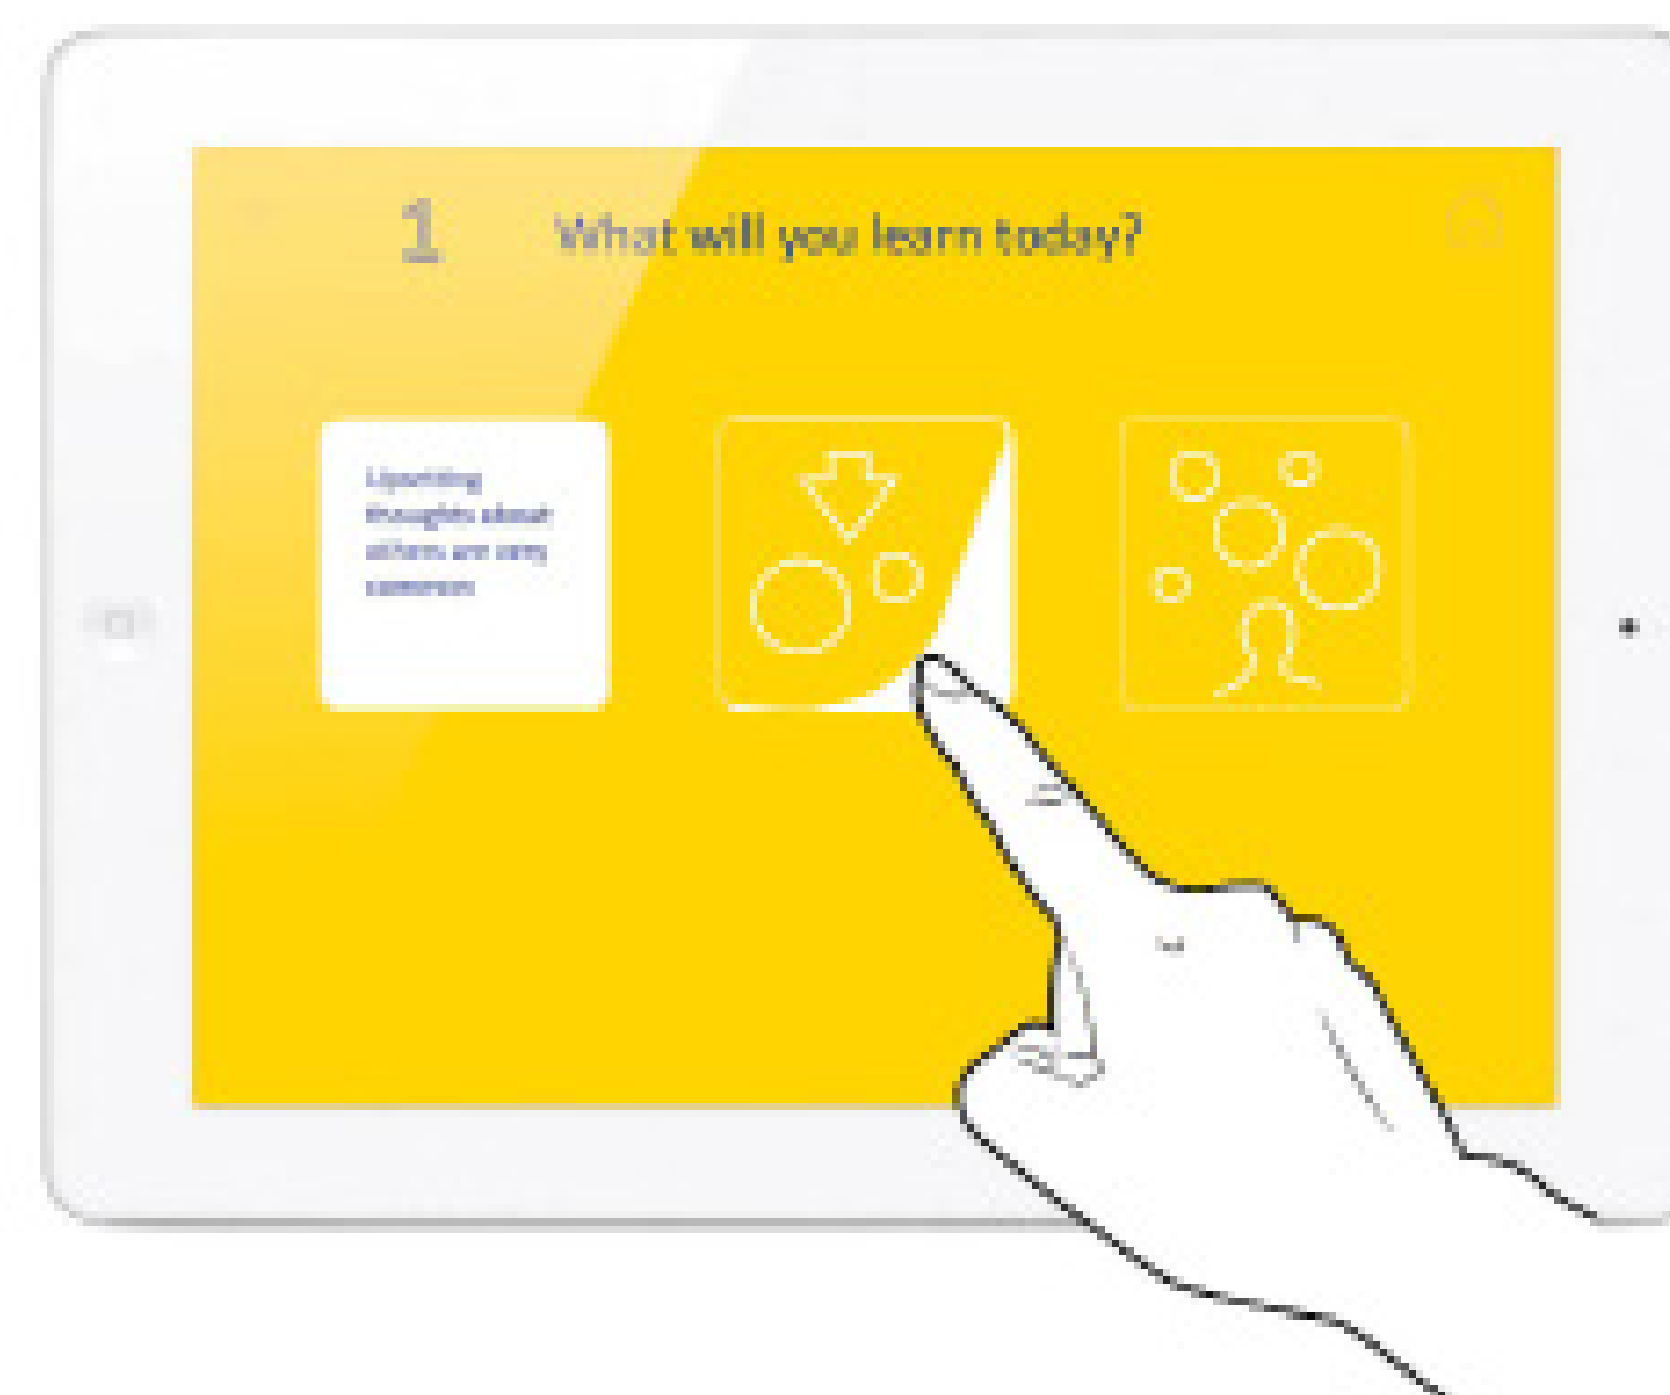 1
What will you learn today?
Upsetting
thoughts about
others are very
common